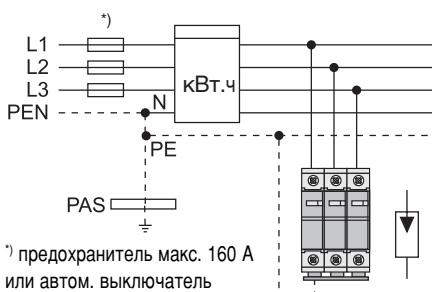 *)
L1
L2
L3
PEN
N
кВт.ч
PE
PAS
*) предохранитель макс. 160 А
или автом. выключатель